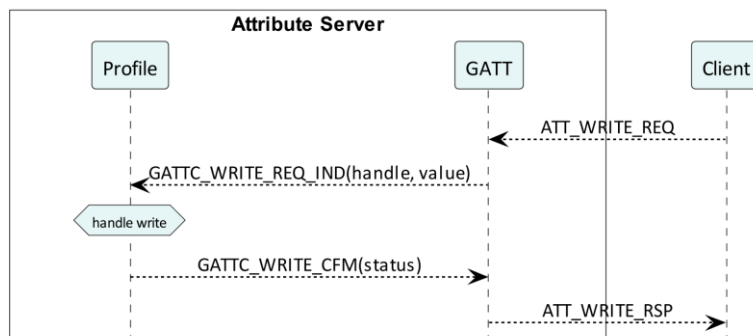 Attribute Server
Profile
GATT
Client
ATT_WRITE_REQ
GATTC_WRITE_REQ_IND(handle, value)
handle write
GATTC_WRITE_CFM(status)
ATT_WRITE_RSP